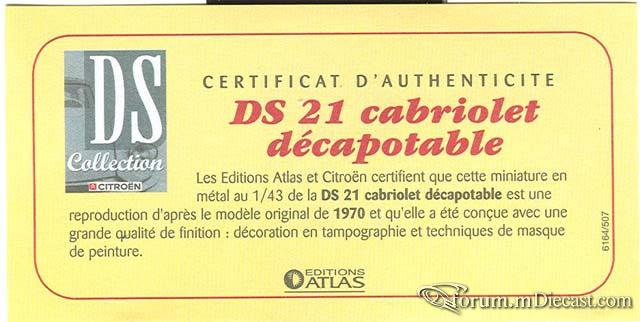 DS
Collection
CITROËN
CERTIFICAT D'AUTHENTICITE
DS 21 cabriolet
décapotable
Les Editions Atlas et Citroën certifient que cette miniature en
métal au 1/43 de la DS 21 cabriolet décapotable est une
reproduction d'après le modèle original de 1970 et qu'elle a été conçue avec une
grande qualité de finition : décoration en tampographie et techniques de masque
de peinture.
6164/507
EDITIONS
ATLAS
forum.mDiecast.com